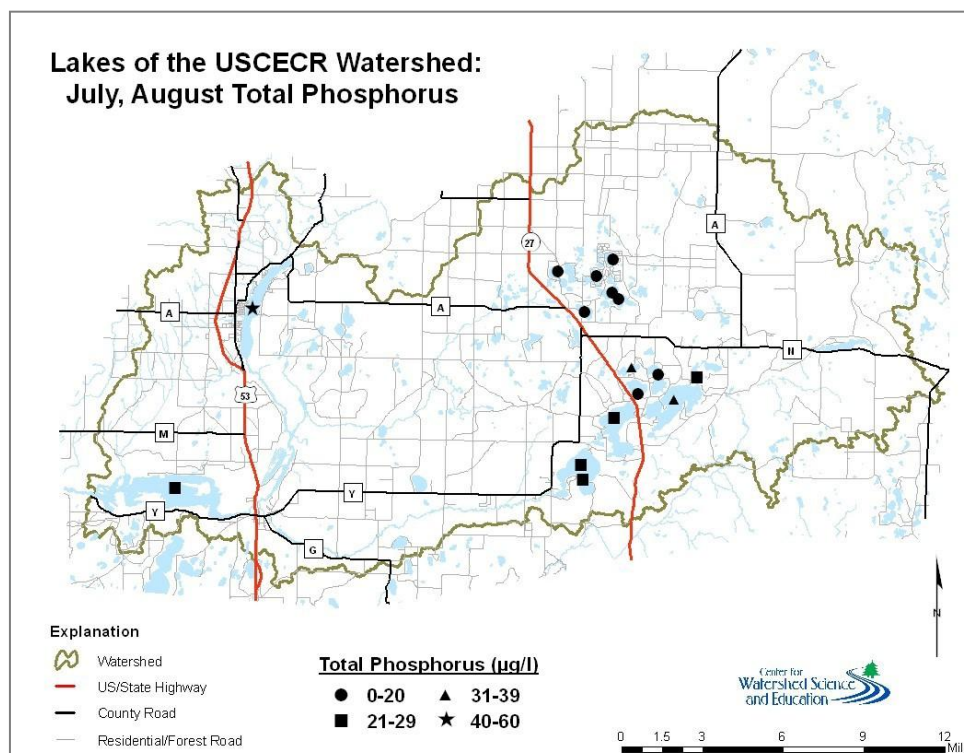 Lakes of the USCECR Watershed:
July, August Total Phosphorus
A
27
A
A
H
53
M
Y
Y
G
N
Explanation
Watershed
US/State Highway
County Road
Residential/Forest Road
Total Phosphorus (µg/l)
0-20
31-39
21-29
40-60
Center for
Watershed Science
and Education
0 1.5 3 6 9 12
Mil